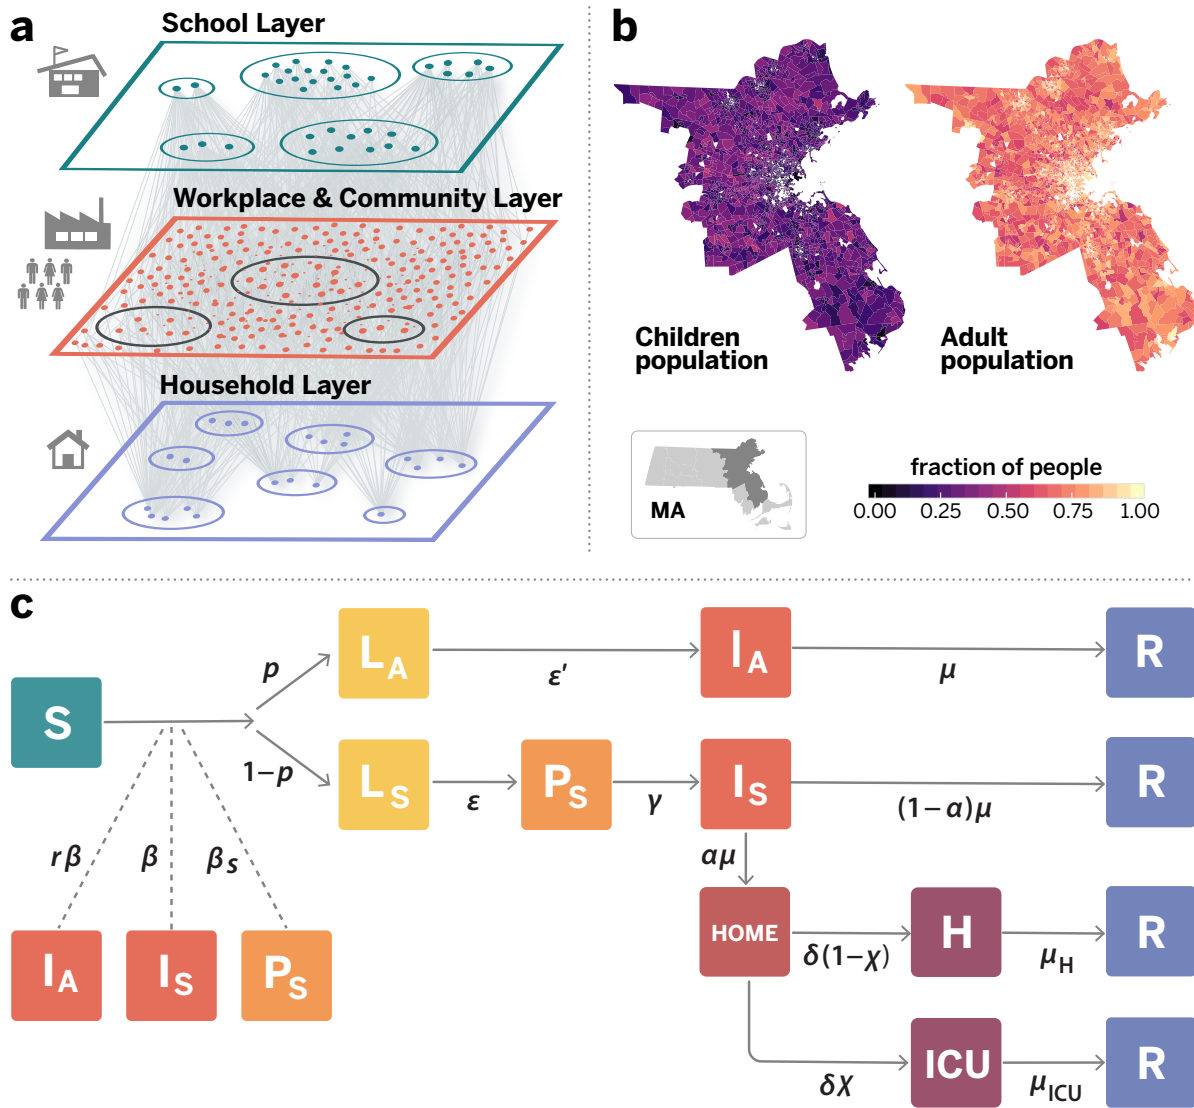 a
School Layer
Workplace & Community Layer
Household Layer
b
Children
population
Adult
population
MA
fraction of people
0.00 0.25 0.50 0.75 1.00
c
S
p
1−p
L_A
ε′
I_A
μ
R
L_S
ε
P_S
γ
I_S
(1−α)μ
R
rβ
β
β_S
αμ
I_A
I_S
P_S
HOME
δ(1−χ)
H
μ_H
R
δχ
ICU
μ_ICU
R